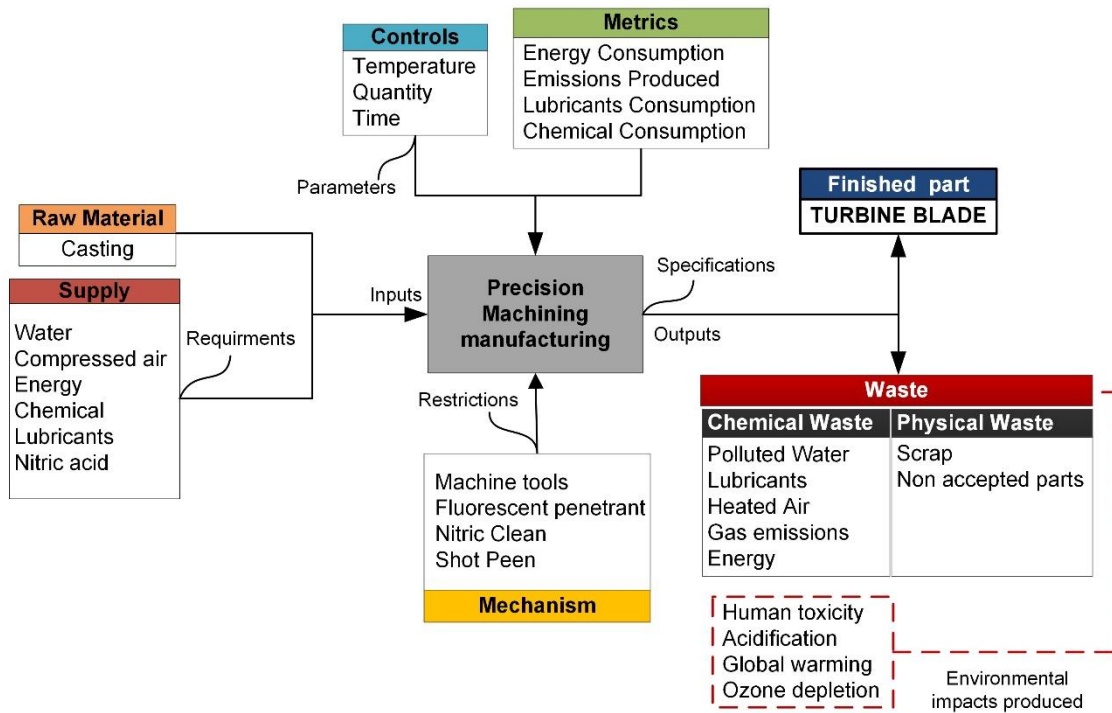 Metrics
Energy Consumption
Emissions Produced
Lubricants Consumption
Chemical Consumption
Controls
Temperature
Quantity
Time
Parameters
Finished part
TURBINE BLADE
Raw Material
Casting
Supply
Water
Compressed air
Energy
Chemical
Lubricants
Nitric acid
Requirments
Inputs
Precision
Machining
manufacturing
Specifications
Outputs
Restrictions
Machine tools
Fluorescent penetrant
Nitric Clean
Shot Peen
Mechanism
Waste
Chemical Waste
Polluted Water
Lubricants
Heated Air
Gas emissions
Energy
Physical Waste
Scrap
Non accepted parts
Human toxicity
Acidification
Global warming
Ozone depletion
Environmental
impacts produced